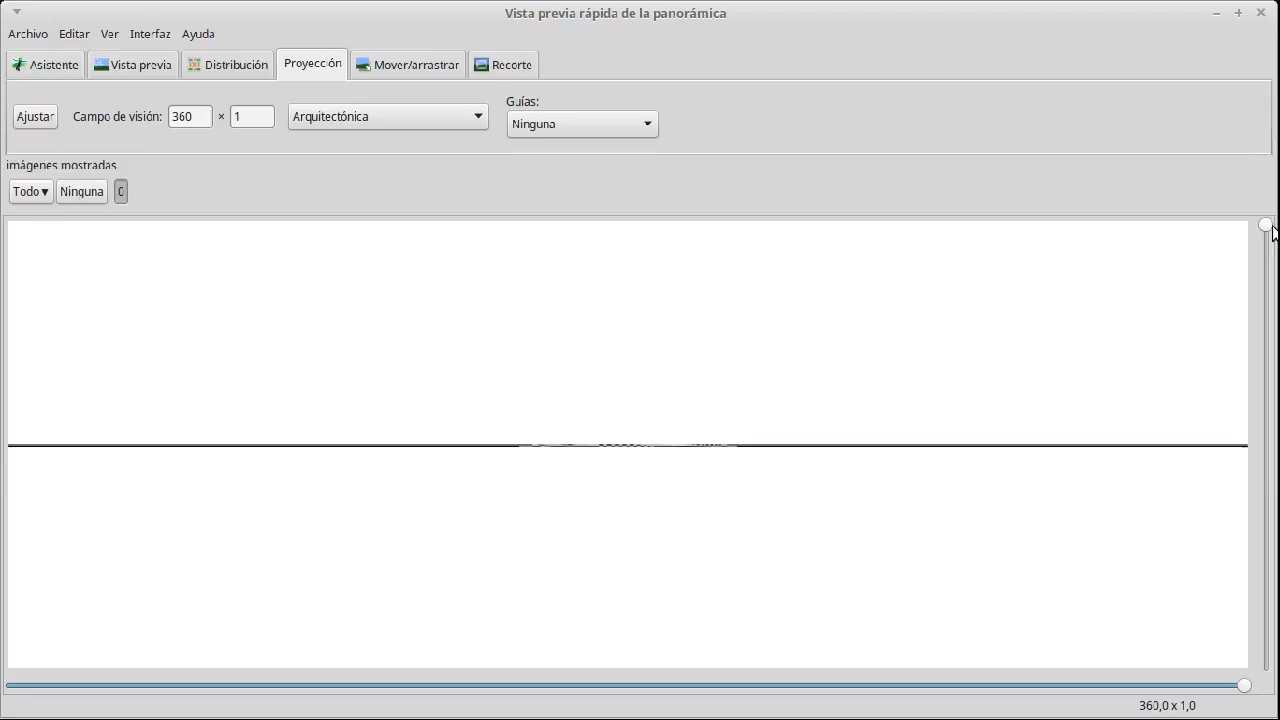 Vista previa rápida de la panorámica
Archivo Editar Ver Interfaz Ayuda
Asistente Vista previa Distribución Proyección Mover/arrastrar Recorte
Guías:
Ajustar Campo de visión: 360 × 1 Arquitectónica Ninguna
imágenes mostradas
Todo Ninguna 0
360,0 x 1,0